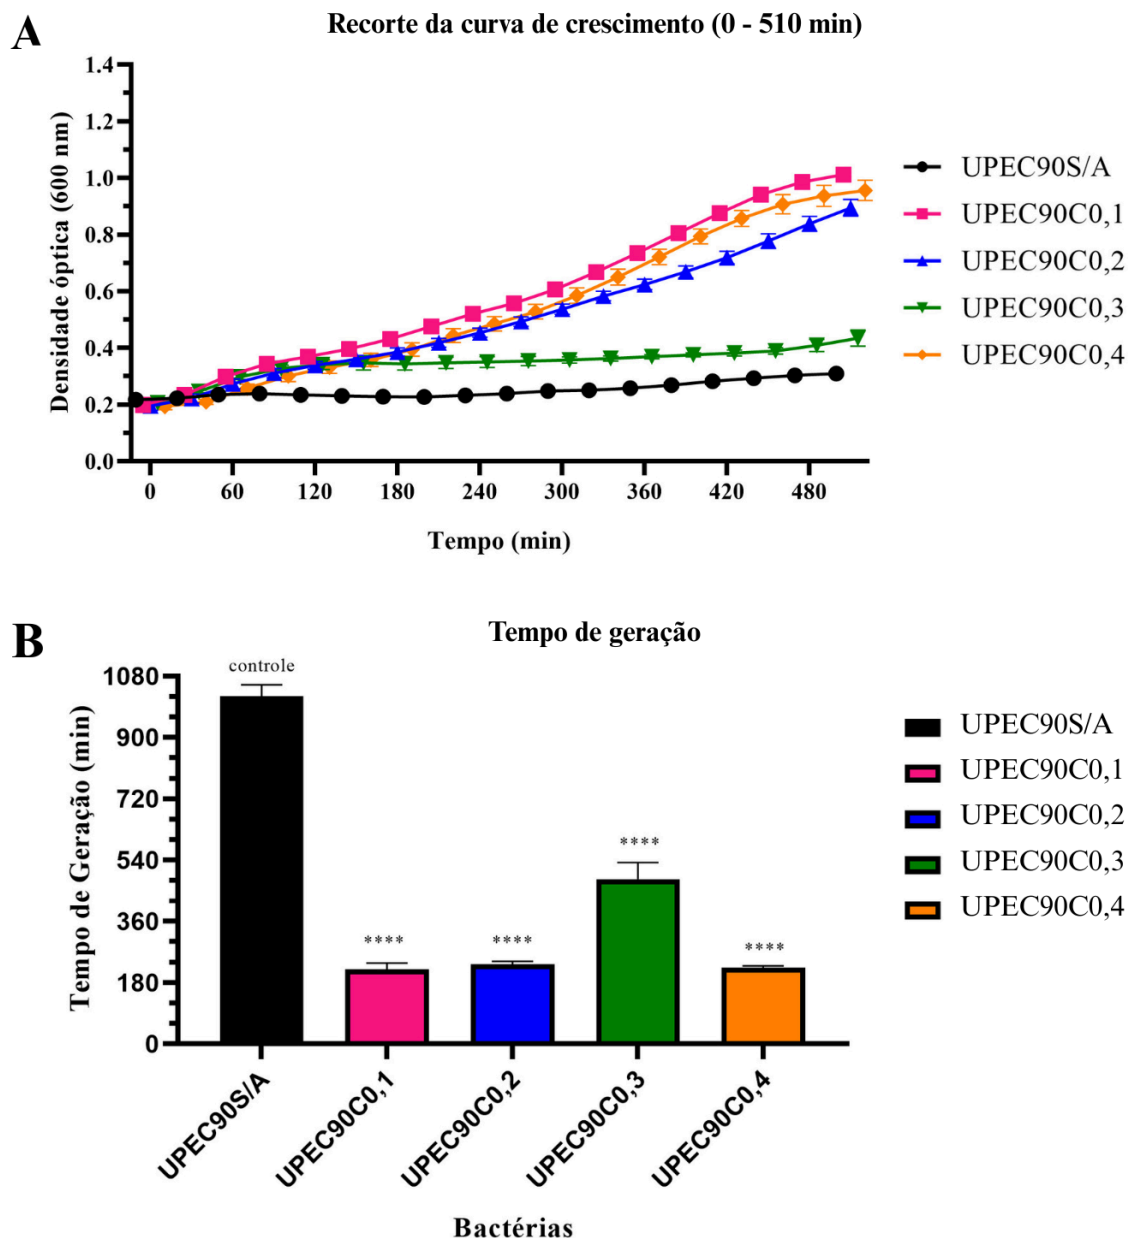 A
Recorte da curva de crescimento (0 - 510 min)
1.4
1.2
1.0
0.8
0.6
0.4
0.2
0.0
Densidade óptica (600 nm)
0 60 120 180 240 300 360 420 480
Tempo (min)
UPEC90S/A
UPEC90C0,1
UPEC90C0,2
UPEC90C0,3
UPEC90C0,4
B
Tempo de geração
1080
900
720
540
360
180
0
Tempo de Geração (min)
controle
****
****
****
****
UPEC90S/A
UPEC90C0,1
UPEC90C0,2
UPEC90C0,3
UPEC90C0,4
Bactérias
UPEC90S/A
UPEC90C0,1
UPEC90C0,2
UPEC90C0,3
UPEC90C0,4